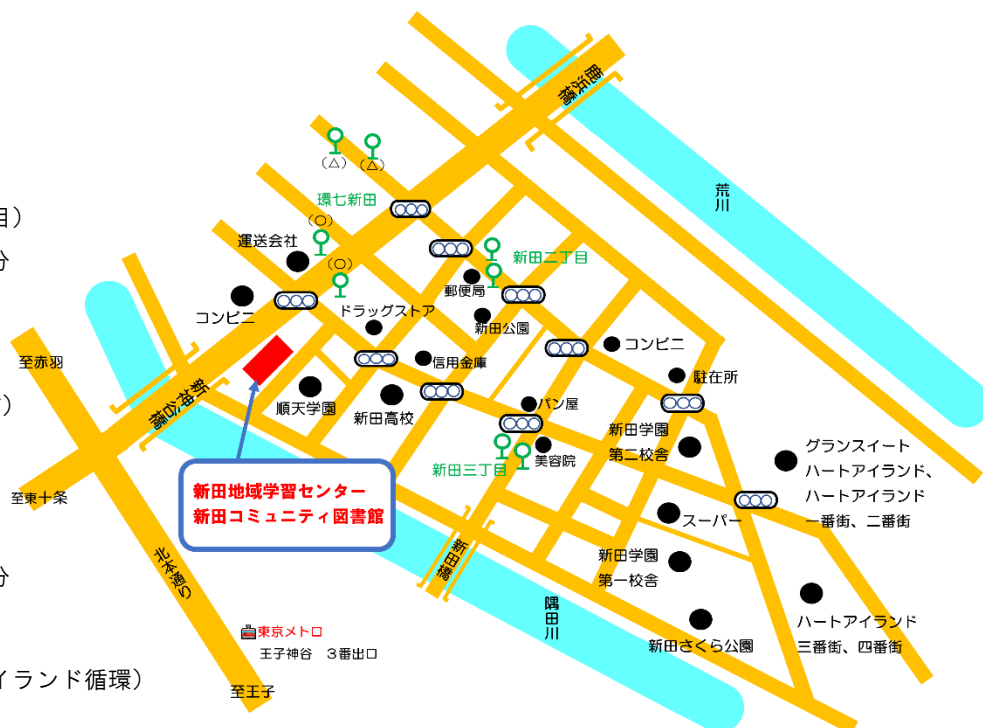 鹿浜橋
荒川
目）
分
）
分
イランド循環）
(△)
(△)
環七新田
(○)
運送会社
(○)
コンビニ
新田二丁目
郵便局
ドラッグストア
新田公園
信用金庫
コンビニ
駐在所
至赤羽
新神谷橋
順天学園
新田高校
パン屋
新田三丁目
美容院
新田学園
第二校舎
グランスイート
ハートアイランド、
ハートアイランド
一番街、二番街
至東十条
新田地域学習センター
新田コミュニティ図書館
スーパー
新田橋
新田学園
第一校舎
北本通り
隅田川
ハートアイランド
三番街、四番街
新田さくら公園
東京メトロ
王子神谷　３番出口
至王子